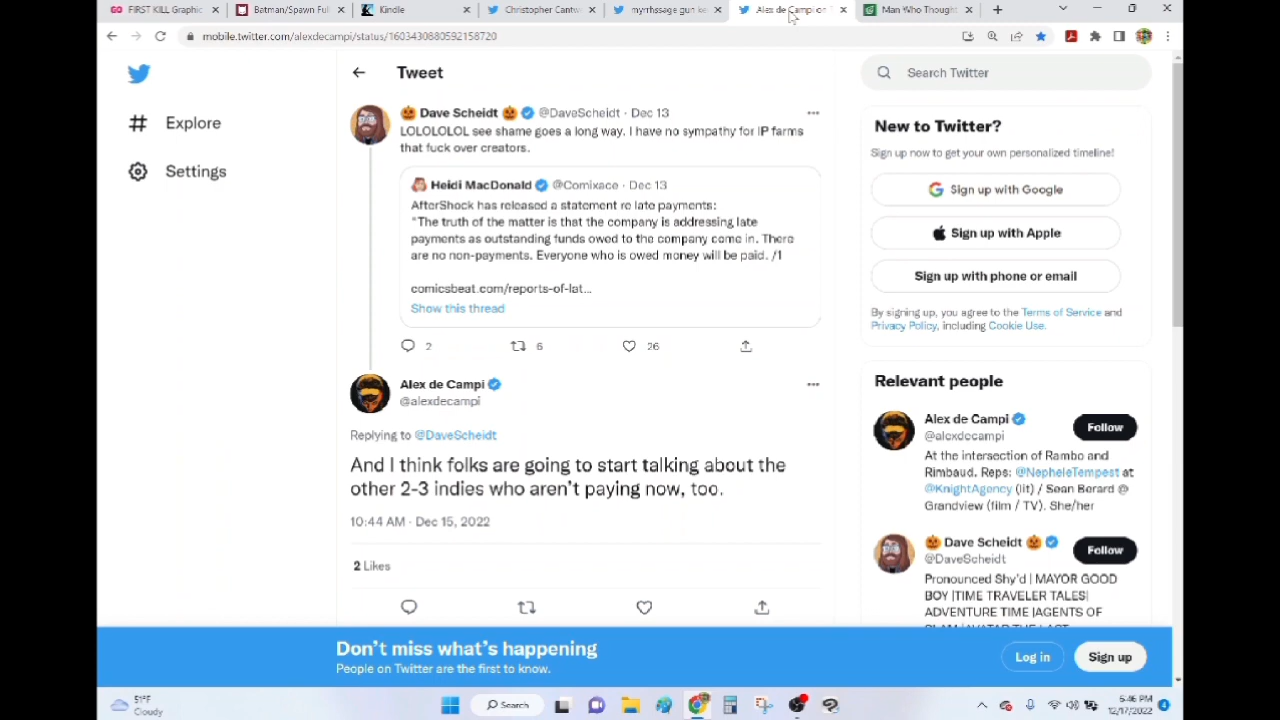 FIRST KILL Graphic
Batman/Spawn Ful
Kindle
Christopher Cantw
myrrhssage gun ke
Alex de Campi on
Man Who Thought
mobile.twitter.com/alexdecampi/status/1603430880592158720
Explore
Settings
Tweet
Dave Scheidt @DaveScheidt · Dec 13
LOLOLOLOL see shame goes a long way. I have no sympathy for IP farms
that fuck over creators.
Heidi MacDonald @Comixace · Dec 13
AfterShock has released a statement re late payments:
"The truth of the matter is that the company is addressing late
payments as outstanding funds owed to the company come in. There
are no non-payments. Everyone who is owed money will be paid. /1
comicsbeat.com/reports-of-lat...
Show this thread
2 6 26
Alex de Campi
@alexdecampi
Replying to @DaveScheidt
And I think folks are going to start talking about the
other 2-3 indies who aren't paying now, too.
10:44 AM · Dec 15, 2022
2 Likes
Search Twitter
New to Twitter?
Sign up now to get your own personalized timeline!
Sign up with Google
Sign up with Apple
Sign up with phone or email
By signing up, you agree to the Terms of Service and
Privacy Policy, including Cookie Use.
Relevant people
Alex de Campi
@alexdecampi
Follow
At the intersection of Rambo and
Rimbaud. Reps: @NepheleTempest at
@KnightAgency (lit) / Sean Berard @
Grandview (film / TV). She/her
Dave Scheidt
@DaveScheidt
Follow
Pronounced Shy'd | MAYOR GOOD
BOY |TIME TRAVELER TALES|
ADVENTURE TIME |AGENTS OF
Don't miss what's happening
People on Twitter are the first to know.
Log in
Sign up
51°F
Cloudy
Search
5:46 PM
12/17/2022
4